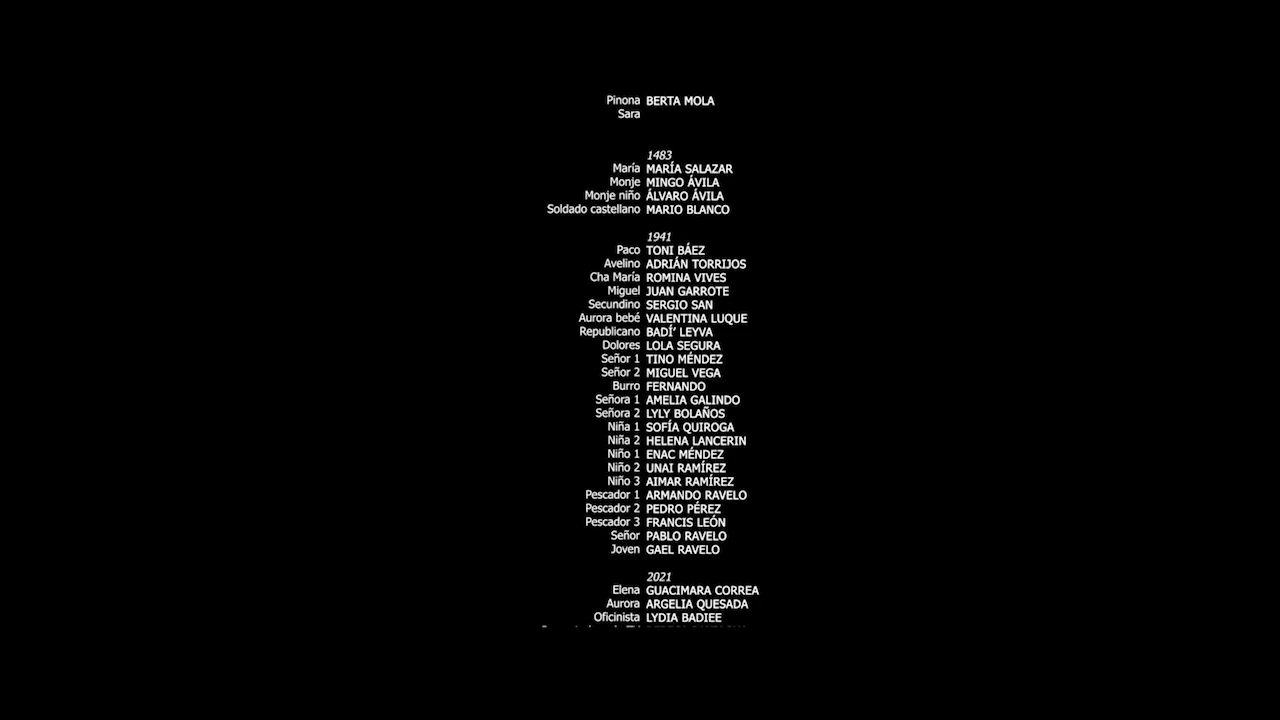 Pinona BERTA MOLA
Sara
1483
María MARÍA SALAZAR
Monje MINGO ÁVILA
Monje niño ÁLVARO ÁVILA
Soldado castellano MARIO BLANCO
1941
Paco TONI BÁEZ
Avelino ADRIÁN TORRIJOS
Cha María ROMINA VIVES
Miguel JUAN GARROTE
Secundino SERGIO SAN
Aurora bebé VALENTINA LUQUE
Republicano BADÍ' LEYVA
Dolores LOLA SEGURA
Señor 1 TINO MÉNDEZ
Señor 2 MIGUEL VEGA
Burro FERNANDO
Señora 1 AMELIA GALINDO
Señora 2 LYLY BOLAÑOS
Niña 1 SOFÍA QUIROGA
Niña 2 HELENA LANCERIN
Niño 1 ENAC MÉNDEZ
Niño 2 UNAI RAMÍREZ
Niño 3 AIMAR RAMÍREZ
Pescador 1 ARMANDO RAVELO
Pescador 2 PEDRO PÉREZ
Pescador 3 FRANCIS LEÓN
Señor PABLO RAVELO
Joven GAEL RAVELO
2021
Elena GUACIMARA CORREA
Aurora ARGELIA QUESADA
Oficinista LYDIA BADIEE